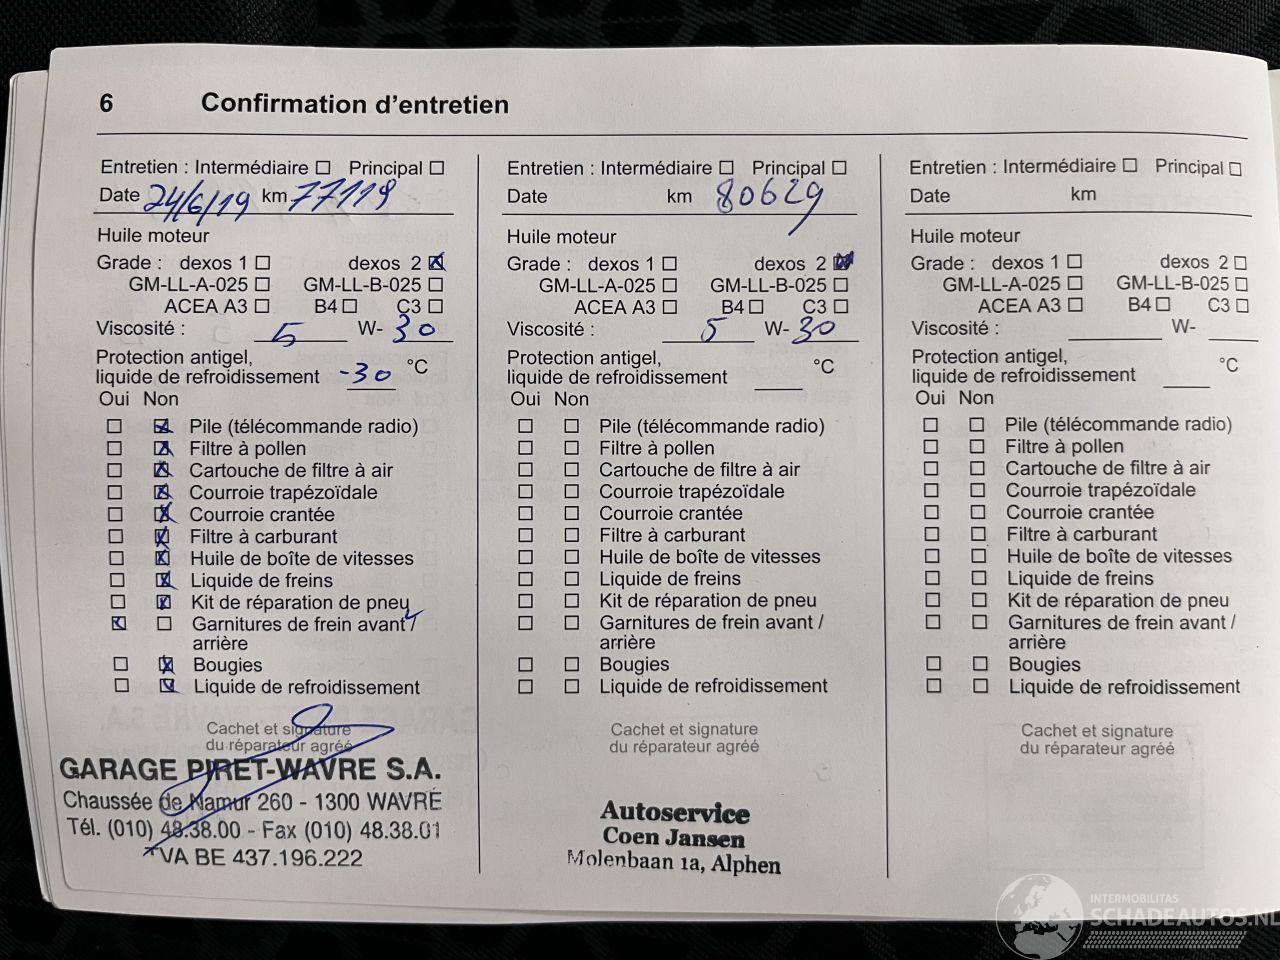 6 Confirmation d'entretien
Entretien : Intermédiaire ☐ Principal ☐
Date 24/6/19 km 77119
Huile moteur
Grade : dexos 1 ☐ dexos 2 ☒
GM-LL-A-025 ☐ GM-LL-B-025 ☐
ACEA A3 ☐ B4 ☐ C3 ☐
Viscosité : 5 W- 30
Protection antigel,
liquide de refroidissement -30 °C
Oui Non
☐ ☒ Pile (télécommande radio)
☐ ☒ Filtre à pollen
☐ ☒ Cartouche de filtre à air
☐ ☒ Courroie trapézoïdale
☐ ☒ Courroie crantée
☐ ☒ Filtre à carburant
☐ ☒ Huile de boîte de vitesses
☐ ☒ Liquide de freins
☐ ☒ Kit de réparation de pneu
☒ ☐ Garnitures de frein avant /
arrière
☐ ☒ Bougies
☐ ☒ Liquide de refroidissement
Cachet et signature
du réparateur agréé
GARAGE PIRET-WAVRE S.A.
Chaussée de Namur 260 - 1300 WAVRE
Tél. (010) 48.38.00 - Fax (010) 48.38.01
TVA BE 437.196.222
Entretien : Intermédiaire ☐ Principal ☐
Date km 80629
Huile moteur
Grade : dexos 1 ☐ dexos 2 ☒
GM-LL-A-025 ☐ GM-LL-B-025 ☐
ACEA A3 ☐ B4 ☐ C3 ☐
Viscosité : 5 W- 30
Protection antigel,
liquide de refroidissement ____ °C
Oui Non
☐ ☐ Pile (télécommande radio)
☐ ☐ Filtre à pollen
☐ ☐ Cartouche de filtre à air
☐ ☐ Courroie trapézoïdale
☐ ☐ Courroie crantée
☐ ☐ Filtre à carburant
☐ ☐ Huile de boîte de vitesses
☐ ☐ Liquide de freins
☐ ☐ Kit de réparation de pneu
☐ ☐ Garnitures de frein avant /
arrière
☐ ☐ Bougies
☐ ☐ Liquide de refroidissement
Cachet et signature
du réparateur agréé
Autoservice
Coen Jansen
Molenbaan 1a, Alphen
Entretien : Intermédiaire ☐ Principal ☐
Date km
Huile moteur
Grade : dexos 1 ☐ dexos 2 ☐
GM-LL-A-025 ☐ GM-LL-B-025 ☐
ACEA A3 ☐ B4 ☐ C3 ☐
Viscosité : ____ W- ____
Protection antigel,
liquide de refroidissement ____ °C
Oui Non
☐ ☐ Pile (télécommande radio)
☐ ☐ Filtre à pollen
☐ ☐ Cartouche de filtre à air
☐ ☐ Courroie trapézoïdale
☐ ☐ Courroie crantée
☐ ☐ Filtre à carburant
☐ ☐ Huile de boîte de vitesses
☐ ☐ Liquide de freins
☐ ☐ Kit de réparation de pneu
☐ ☐ Garnitures de frein avant /
arrière
☐ ☐ Bougies
☐ ☐ Liquide de refroidissement
Cachet et signature
du réparateur agréé
INTERMOBILITAS
SCHADEAUTOS.NL